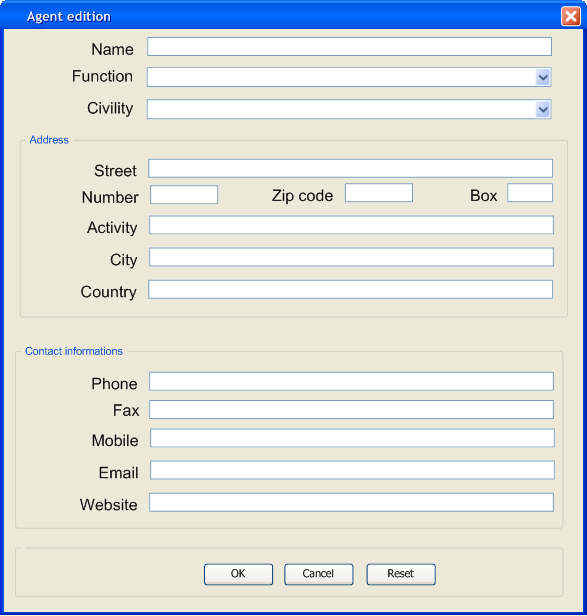 Agent edition
Name
Function
Civility
Address
Street
Number Zip code Box
Activity
City
Country
Contact informations
Phone
Fax
Mobile
Email
Website
OK Cancel Reset